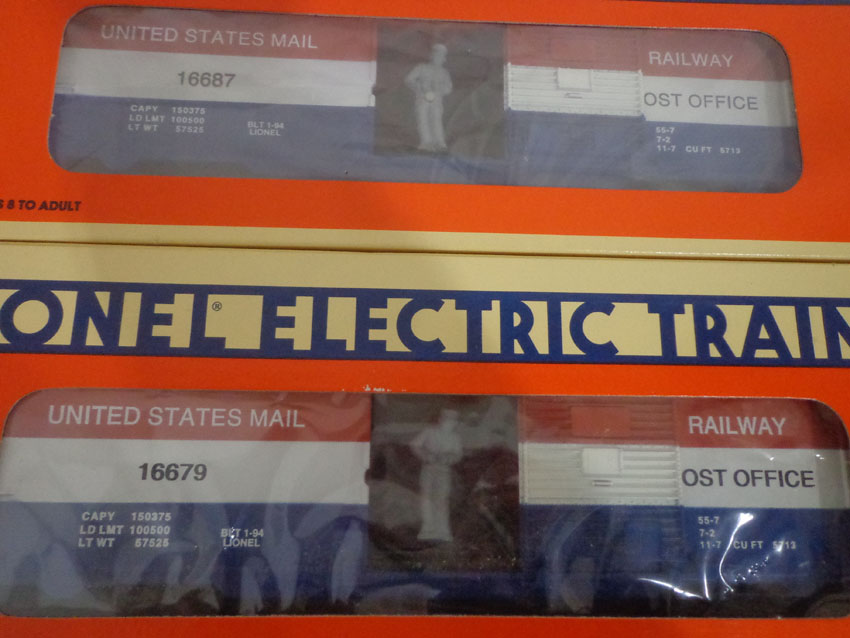 UNITED STATES MAIL
16687
CAPY 150375
LD LMT 100500
LT WT 57525
BLT 1-94
LIONEL
RAILWAY
OST OFFICE
55-7
7-2
11-7 CU FT 5713
S 8 TO ADULT
ONEL® ELECTRIC TRAIN
UNITED STATES MAIL
16679
CAPY 150375
LD LMT 100500
LT WT 57525
BLT 1-94
LIONEL
RAILWAY
OST OFFICE
55-7
7-2
11-7 CU FT 5713